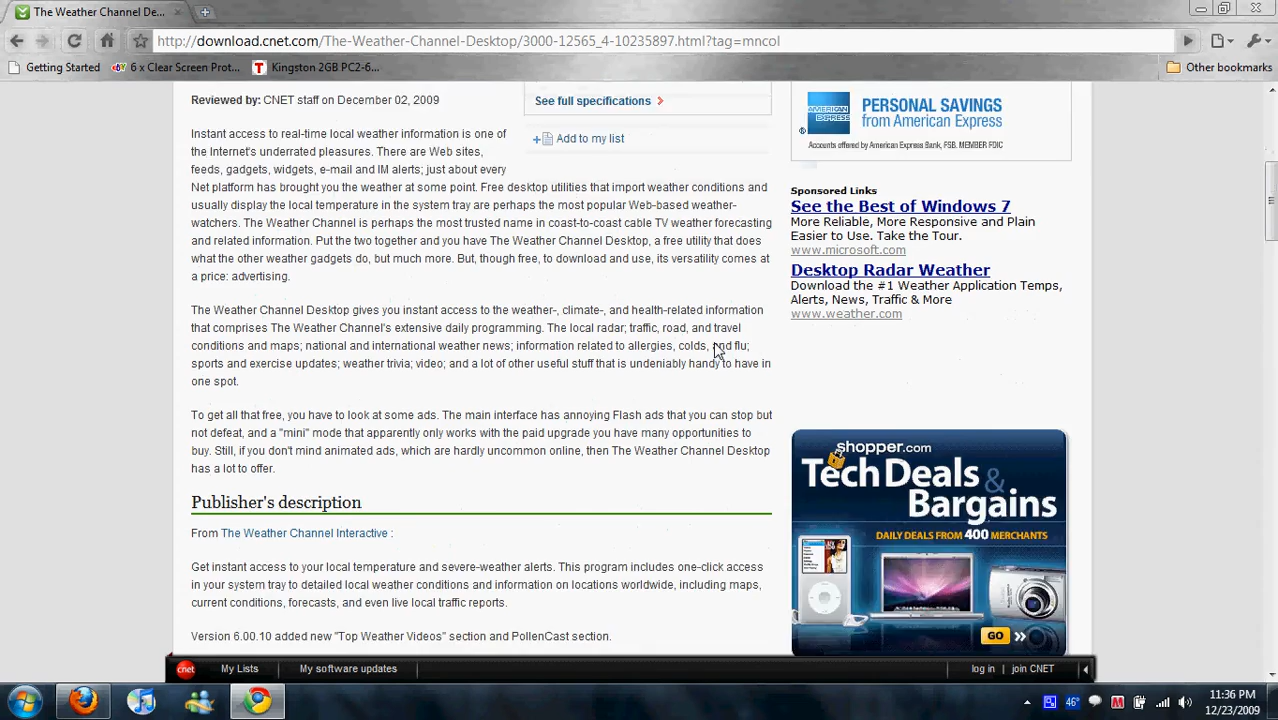 The Weather Channel De...
http://download.cnet.com/The-Weather-Channel-Desktop/3000-12565_4-10235897.html?tag=mncol
Getting Started
6 x Clear Screen Prot...
Kingston 2GB PC2-6...
Other bookmarks
Reviewed by: CNET staff on December 02, 2009
See full specifications
Add to my list
Instant access to real-time local weather information is one of
the Internet's underrated pleasures. There are Web sites,
feeds, gadgets, widgets, e-mail and IM alerts; just about every
Net platform has brought you the weather at some point. Free desktop utilities that import weather conditions and
usually display the local temperature in the system tray are perhaps the most popular Web-based weather-
watchers. The Weather Channel is perhaps the most trusted name in coast-to-coast cable TV weather forecasting
and related information. Put the two together and you have The Weather Channel Desktop, a free utility that does
what the other weather gadgets do, but much more. But, though free, to download and use, its versatility comes at
a price: advertising.
The Weather Channel Desktop gives you instant access to the weather-, climate-, and health-related information
that comprises The Weather Channel's extensive daily programming. The local radar; traffic, road, and travel
conditions and maps; national and international weather news; information related to allergies, colds, and flu;
sports and exercise updates; weather trivia; video; and a lot of other useful stuff that is undeniably handy to have in
one spot.
To get all that free, you have to look at some ads. The main interface has annoying Flash ads that you can stop but
not defeat, and a "mini" mode that apparently only works with the paid upgrade you have many opportunities to
buy. Still, if you don't mind animated ads, which are hardly uncommon online, then The Weather Channel Desktop
has a lot to offer.
Publisher's description
From The Weather Channel Interactive :
Get instant access to your local temperature and severe-weather alerts. This program includes one-click access
in your system tray to detailed local weather conditions and information on locations worldwide, including maps,
current conditions, forecasts, and even live local traffic reports.
Version 6.00.10 added new "Top Weather Videos" section and PollenCast section.
AMERICAN EXPRESS
PERSONAL SAVINGS
from American Express
Accounts offered by American Express Bank, FSB. MEMBER FDIC
Sponsored Links
See the Best of Windows 7
More Reliable, More Responsive and Plain
Easier to Use. Take the Tour.
www.microsoft.com
Desktop Radar Weather
Download the #1 Weather Application Temps,
Alerts, News, Traffic & More
www.weather.com
shopper.com
Tech Deals &
Bargains
DAILY DEALS FROM 400 MERCHANTS
GO
cnet
My Lists
My software updates
log in | join CNET
46°
11:36 PM
12/23/2009